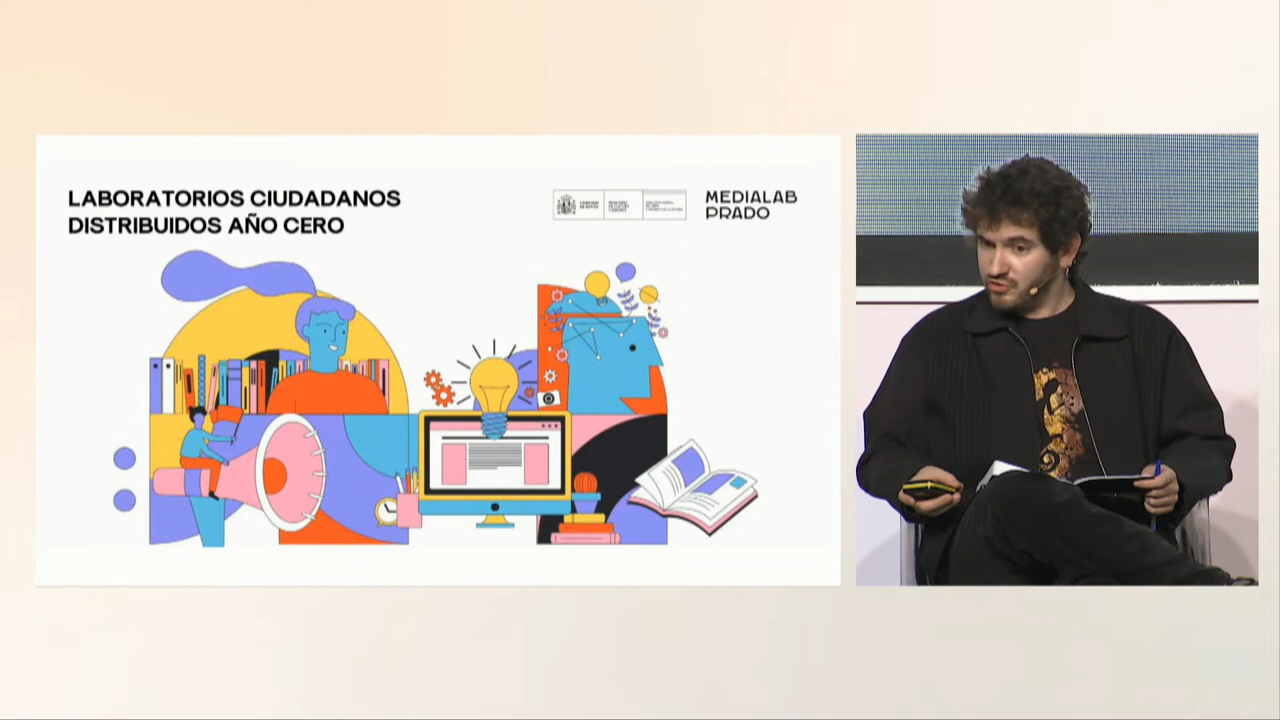 LABORATORIOS CIUDADANOS
DISTRIBUIDOS AÑO CERO
MEDIALAB
PRADO